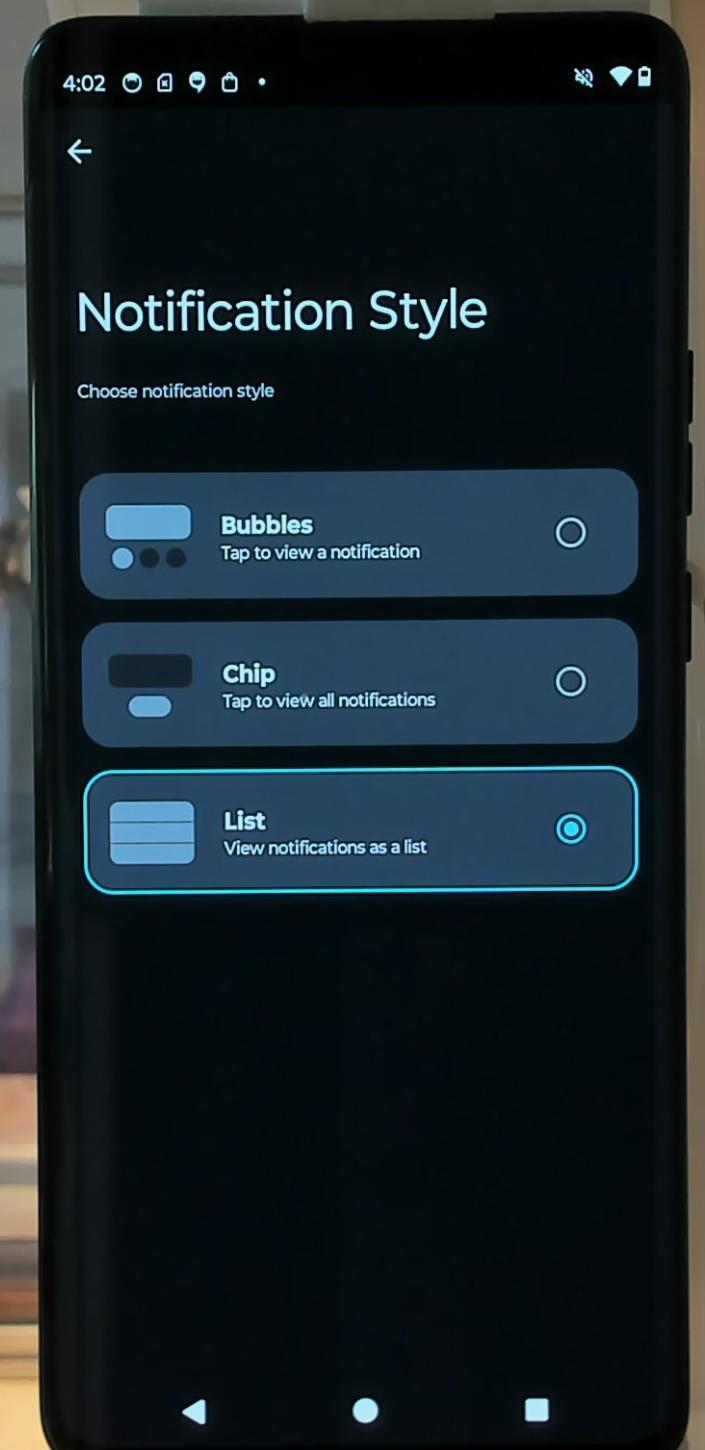 4:02
Notification Style
Choose notification style
Bubbles
Tap to view a notification
Chip
Tap to view all notifications
List
View notifications as a list